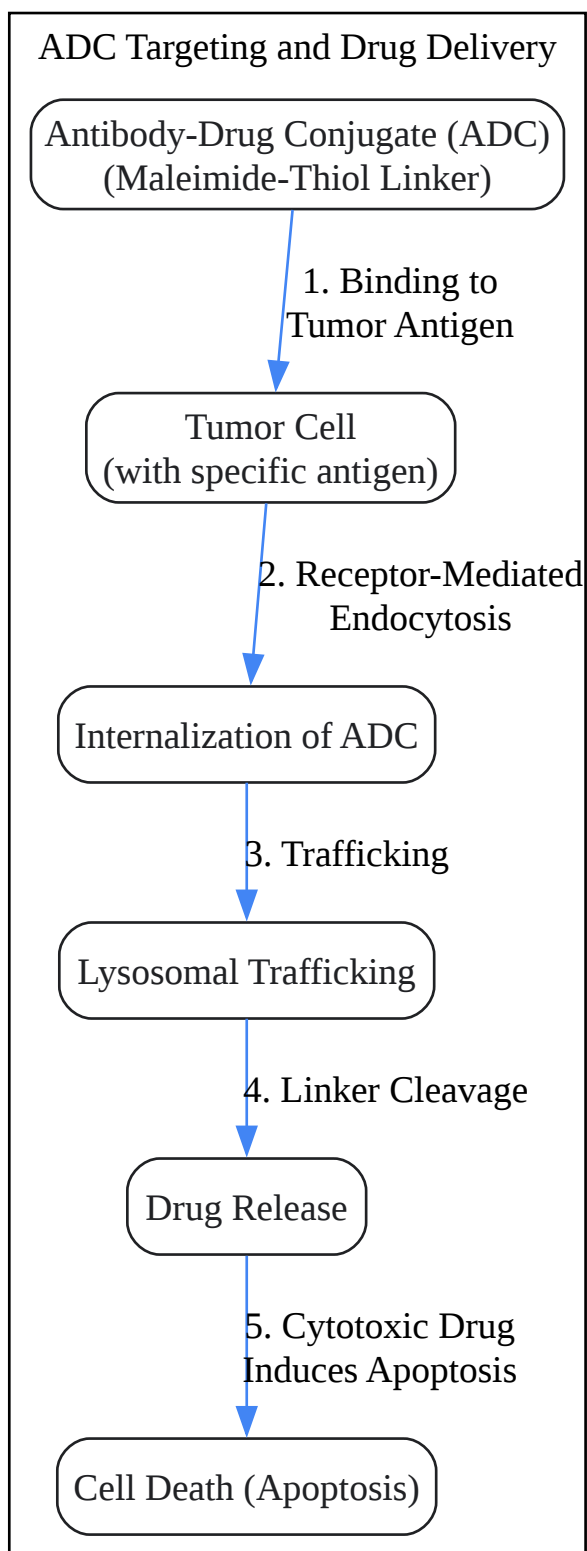 ADC Targeting and Drug Delivery
Antibody-Drug Conjugate (ADC)
(Maleimide-Thiol Linker)
1. Binding to
Tumor Antigen
Tumor Cell
(with specific antigen)
2. Receptor-Mediated
Endocytosis
Internalization of ADC
3. Trafficking
Lysosomal Trafficking
4. Linker Cleavage
Drug Release
5. Cytotoxic Drug
Induces Apoptosis
Cell Death (Apoptosis)